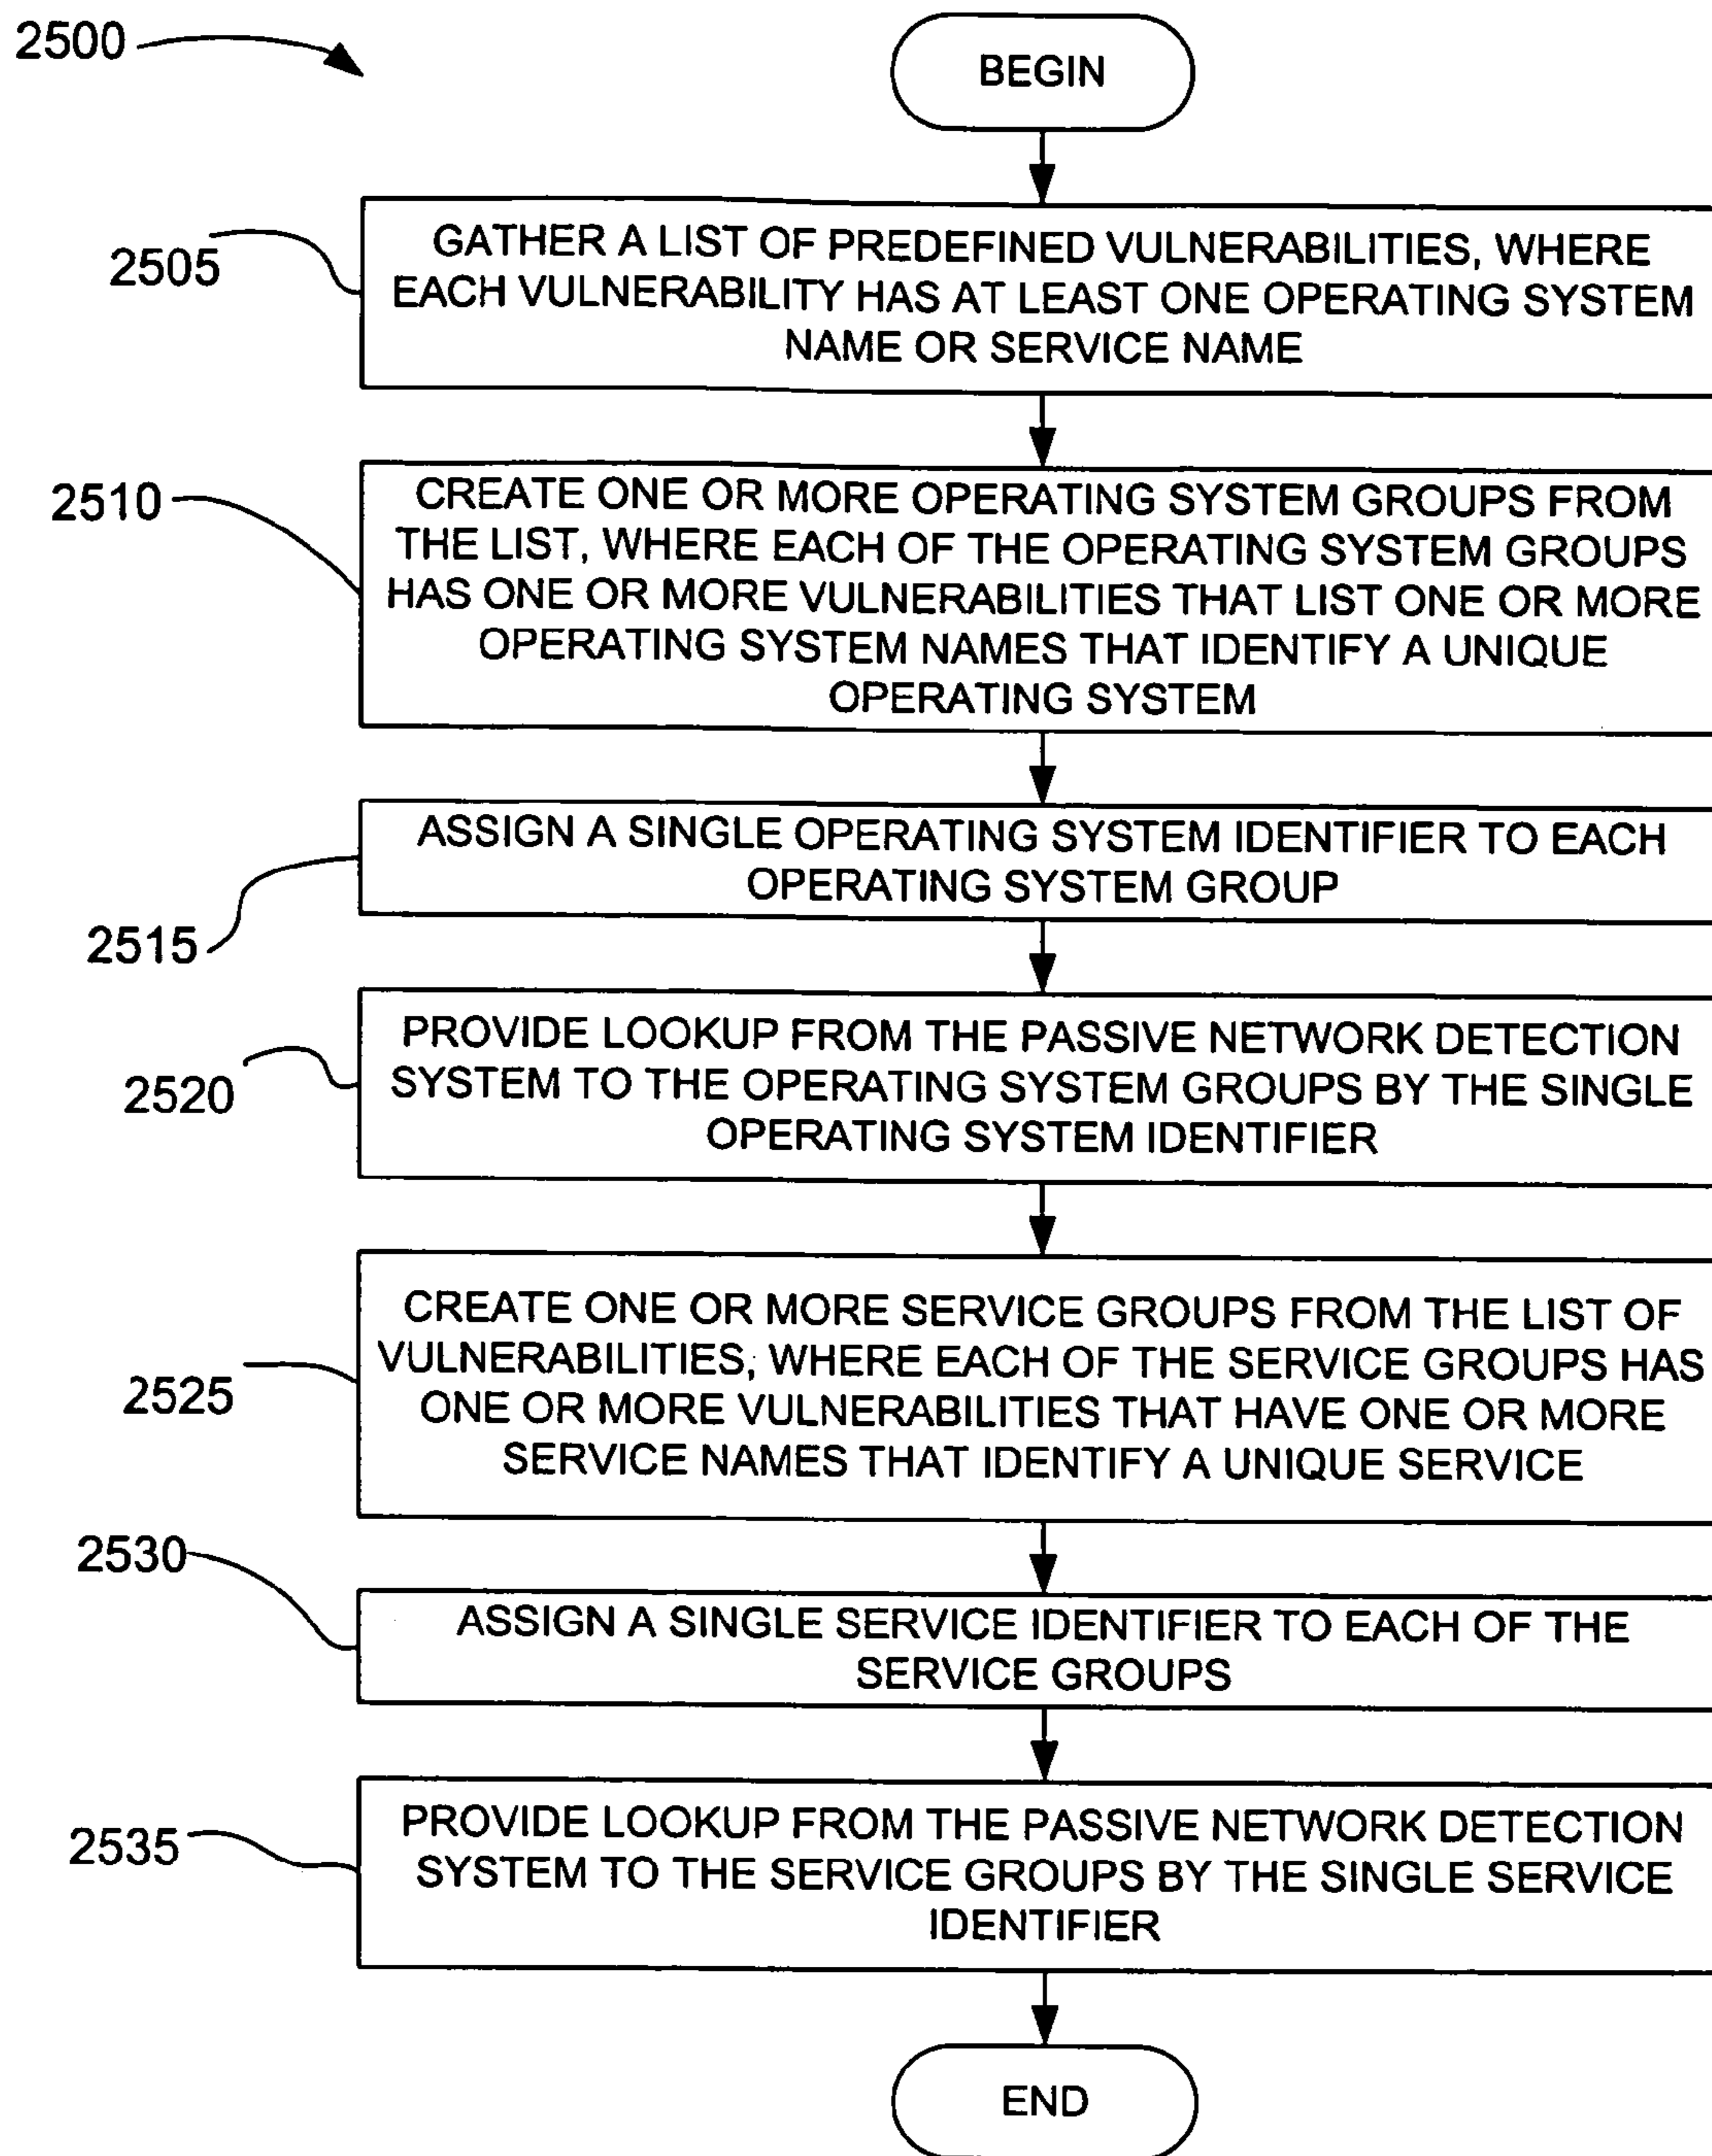 2500
BEGIN
2505
GATHER A LIST OF PREDEFINED VULNERABILITIES, WHERE
EACH VULNERABILITY HAS AT LEAST ONE OPERATING SYSTEM
NAME OR SERVICE NAME
2510
CREATE ONE OR MORE OPERATING SYSTEM GROUPS FROM
THE LIST, WHERE EACH OF THE OPERATING SYSTEM GROUPS
HAS ONE OR MORE VULNERABILITIES THAT LIST ONE OR MORE
OPERATING SYSTEM NAMES THAT IDENTIFY A UNIQUE
OPERATING SYSTEM
2515
ASSIGN A SINGLE OPERATING SYSTEM IDENTIFIER TO EACH
OPERATING SYSTEM GROUP
2520
PROVIDE LOOKUP FROM THE PASSIVE NETWORK DETECTION
SYSTEM TO THE OPERATING SYSTEM GROUPS BY THE SINGLE
OPERATING SYSTEM IDENTIFIER
2525
CREATE ONE OR MORE SERVICE GROUPS FROM THE LIST OF
VULNERABILITIES, WHERE EACH OF THE SERVICE GROUPS HAS
ONE OR MORE VULNERABILITIES THAT HAVE ONE OR MORE
SERVICE NAMES THAT IDENTIFY A UNIQUE SERVICE
2530
ASSIGN A SINGLE SERVICE IDENTIFIER TO EACH OF THE
SERVICE GROUPS
2535
PROVIDE LOOKUP FROM THE PASSIVE NETWORK DETECTION
SYSTEM TO THE SERVICE GROUPS BY THE SINGLE SERVICE
IDENTIFIER
END